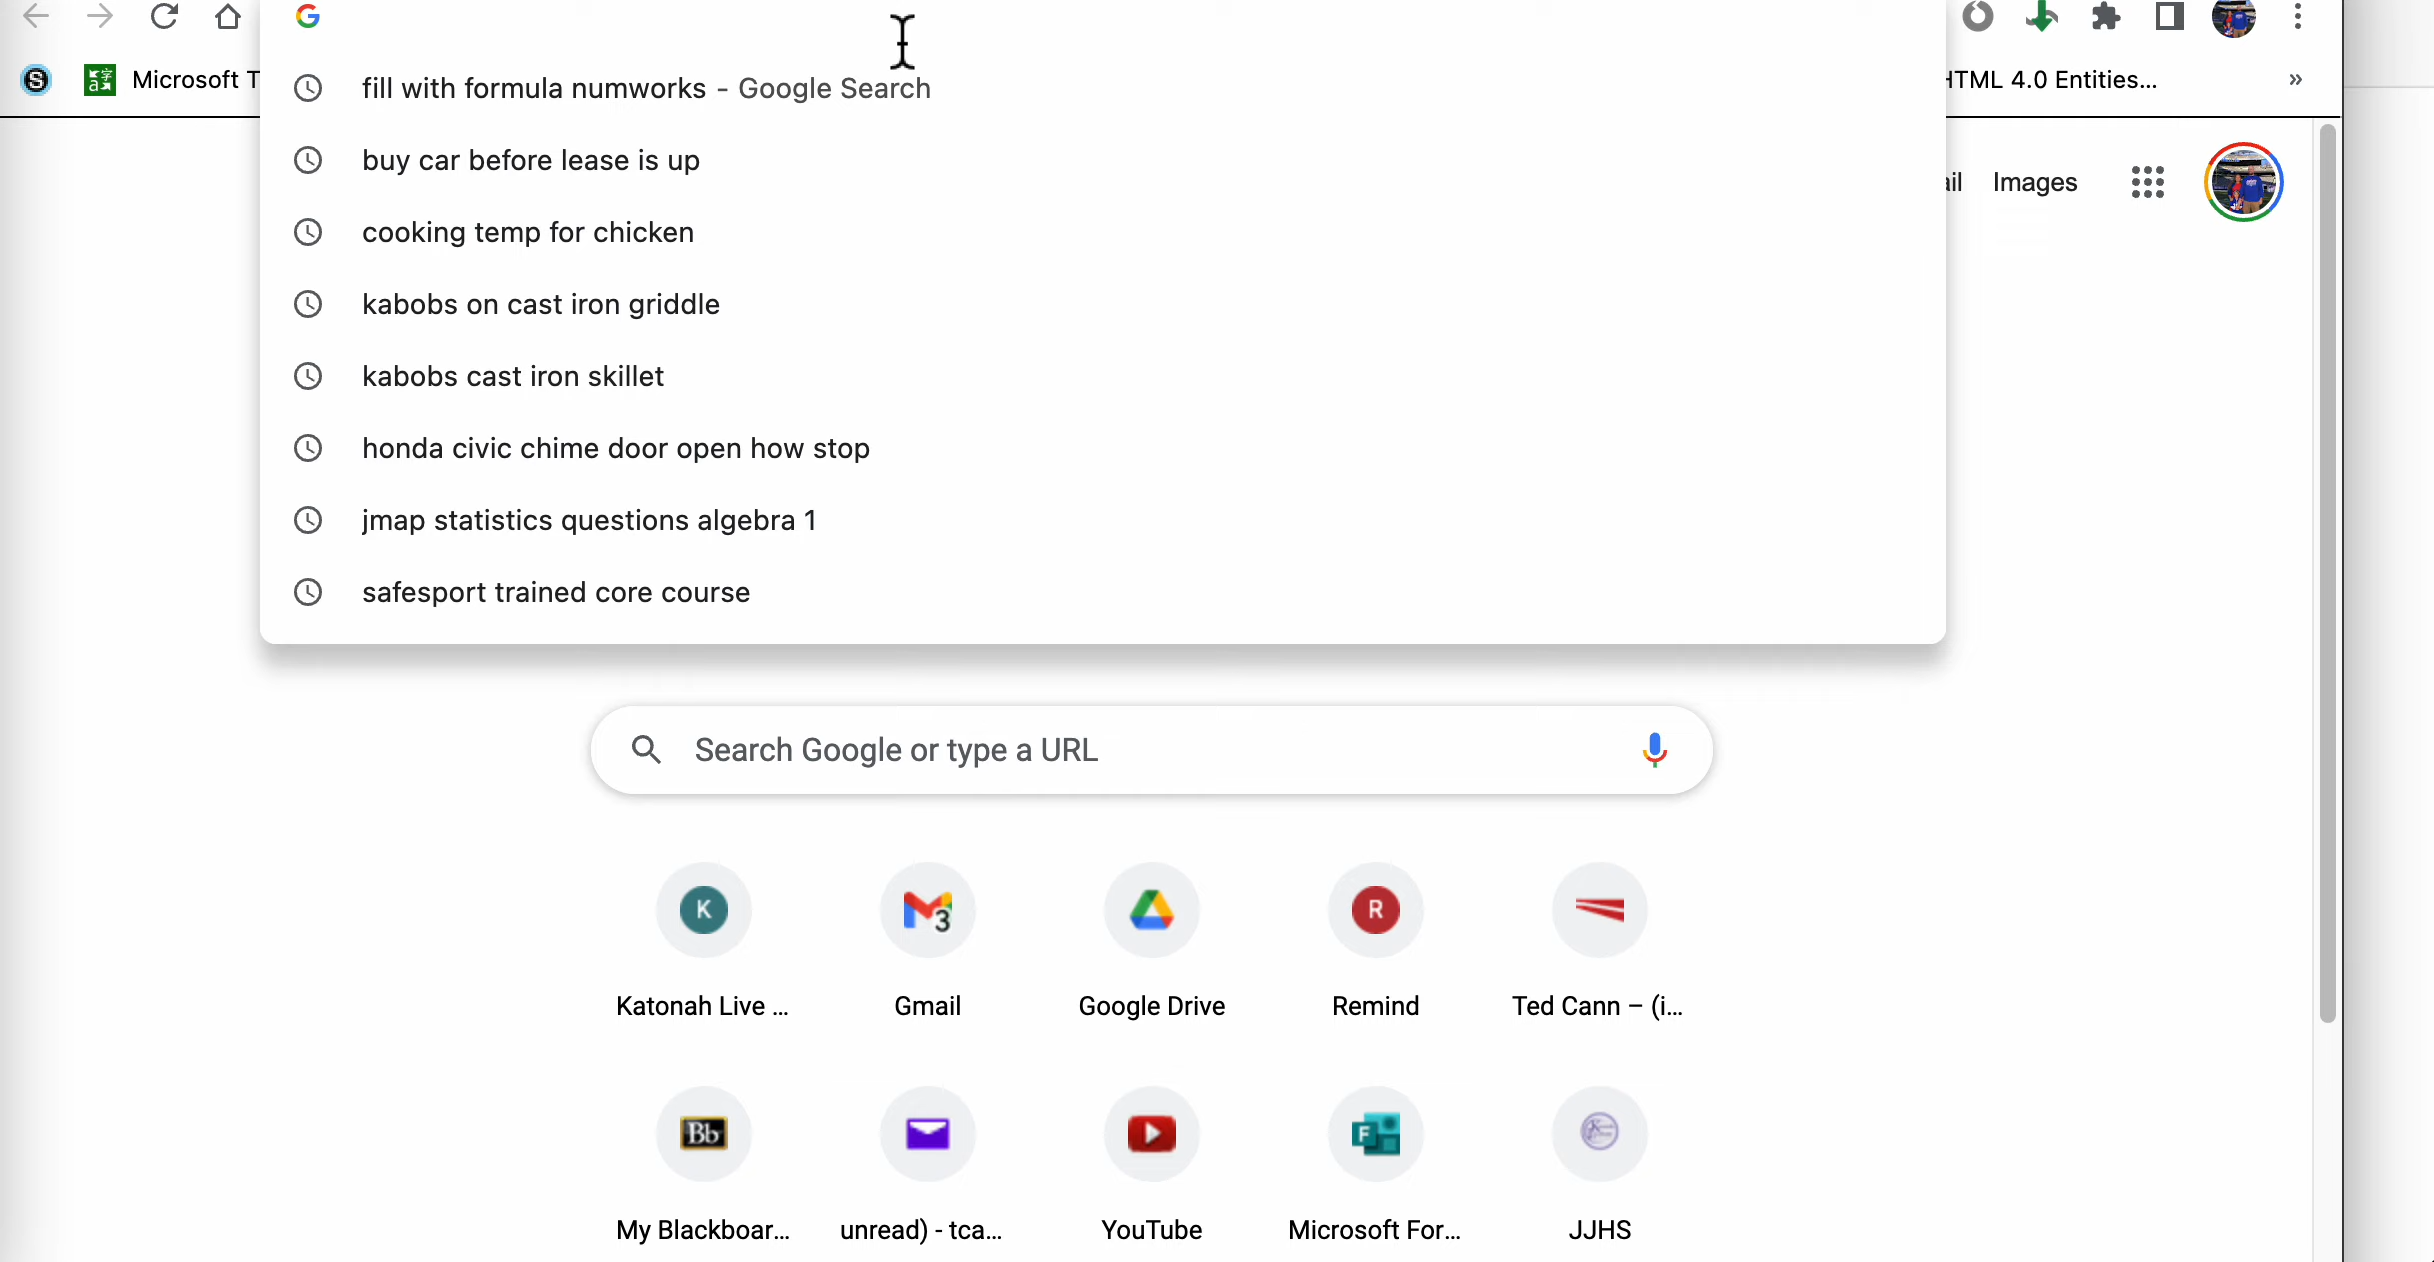 Microsoft T
HTML 4.0 Entities...
»
fill with formula numworks - Google Search
buy car before lease is up
cooking temp for chicken
kabobs on cast iron griddle
kabobs cast iron skillet
honda civic chime door open how stop
jmap statistics questions algebra 1
safesport trained core course
ail
Images
Search Google or type a URL
K
3
R
Katonah Live ...
Gmail
Google Drive
Remind
Ted Cann – (i...
Bb
F
My Blackboar...
unread) - tca...
YouTube
Microsoft For...
JJHS